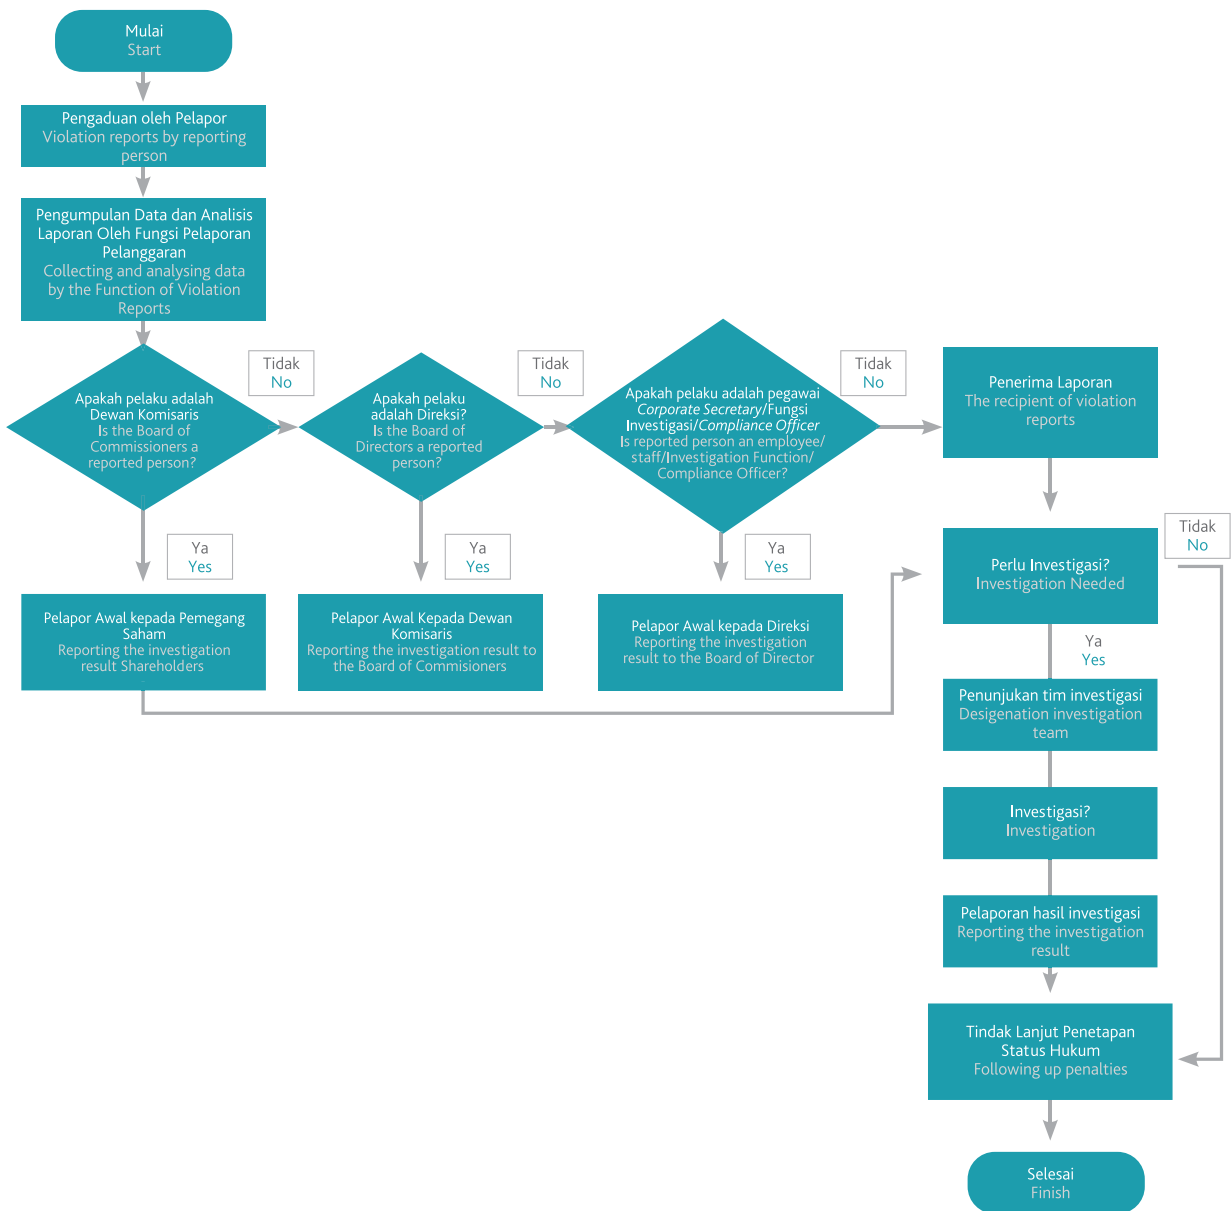 Mulai
Start
Pengaduan oleh Pelapor
Violation reports by reporting
person
Pengumpulan Data dan Analisis
Laporan Oleh Fungsi Pelaporan
Pelanggaran
Collecting and analysing data
by the Function of Violation
Reports
Apakah pelaku adalah
Dewan Komisaris
Is the Board of
Commissioners a
reported person?
Tidak
No
Apakah pelaku
adalah Direksi?
Is the Board of
Directors a reported
person?
Tidak
No
Apakah pelaku adalah pegawai
Corporate Secretary/Fungsi
Investigasi/Compliance Officer
Is reported person an employee/
staff/Investigation Function/
Compliance Officer?
Tidak
No
Penerima Laporan
The recipient of violation
reports
Ya
Yes
Ya
Yes
Ya
Yes
Pelapor Awal kepada Pemegang
Saham
Reporting the investigation
result Shareholders
Pelapor Awal Kepada Dewan
Komisaris
Reporting the investigation result to
the Board of Commisioners
Pelapor Awal kepada Direksi
Reporting the investigation
result to the Board of Director
Perlu Investigasi?
Investigation Needed
Tidak
No
Ya
Yes
Penunjukan tim investigasi
Desigenation investigation
team
Investigasi?
Investigation
Pelaporan hasil investigasi
Reporting the investigation
result
Tindak Lanjut Penetapan
Status Hukum
Following up penalties
Selesai
Finish